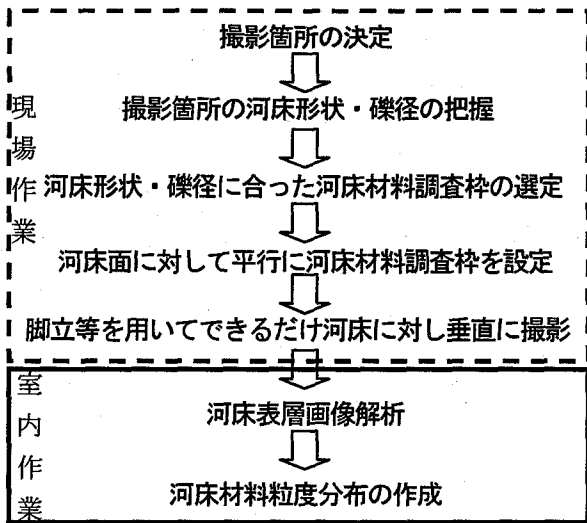 撮影箇所の決定
撮影箇所の河床形状・礫径の把握
河床形状・礫径に合った河床材料調査枠の選定
河床面に対して平行に河床材料調査枠を設定
脚立等を用いてできるだけ河床に対し垂直に撮影
現場作業
河床表層画像解析
河床材料粒度分布の作成
室内作業